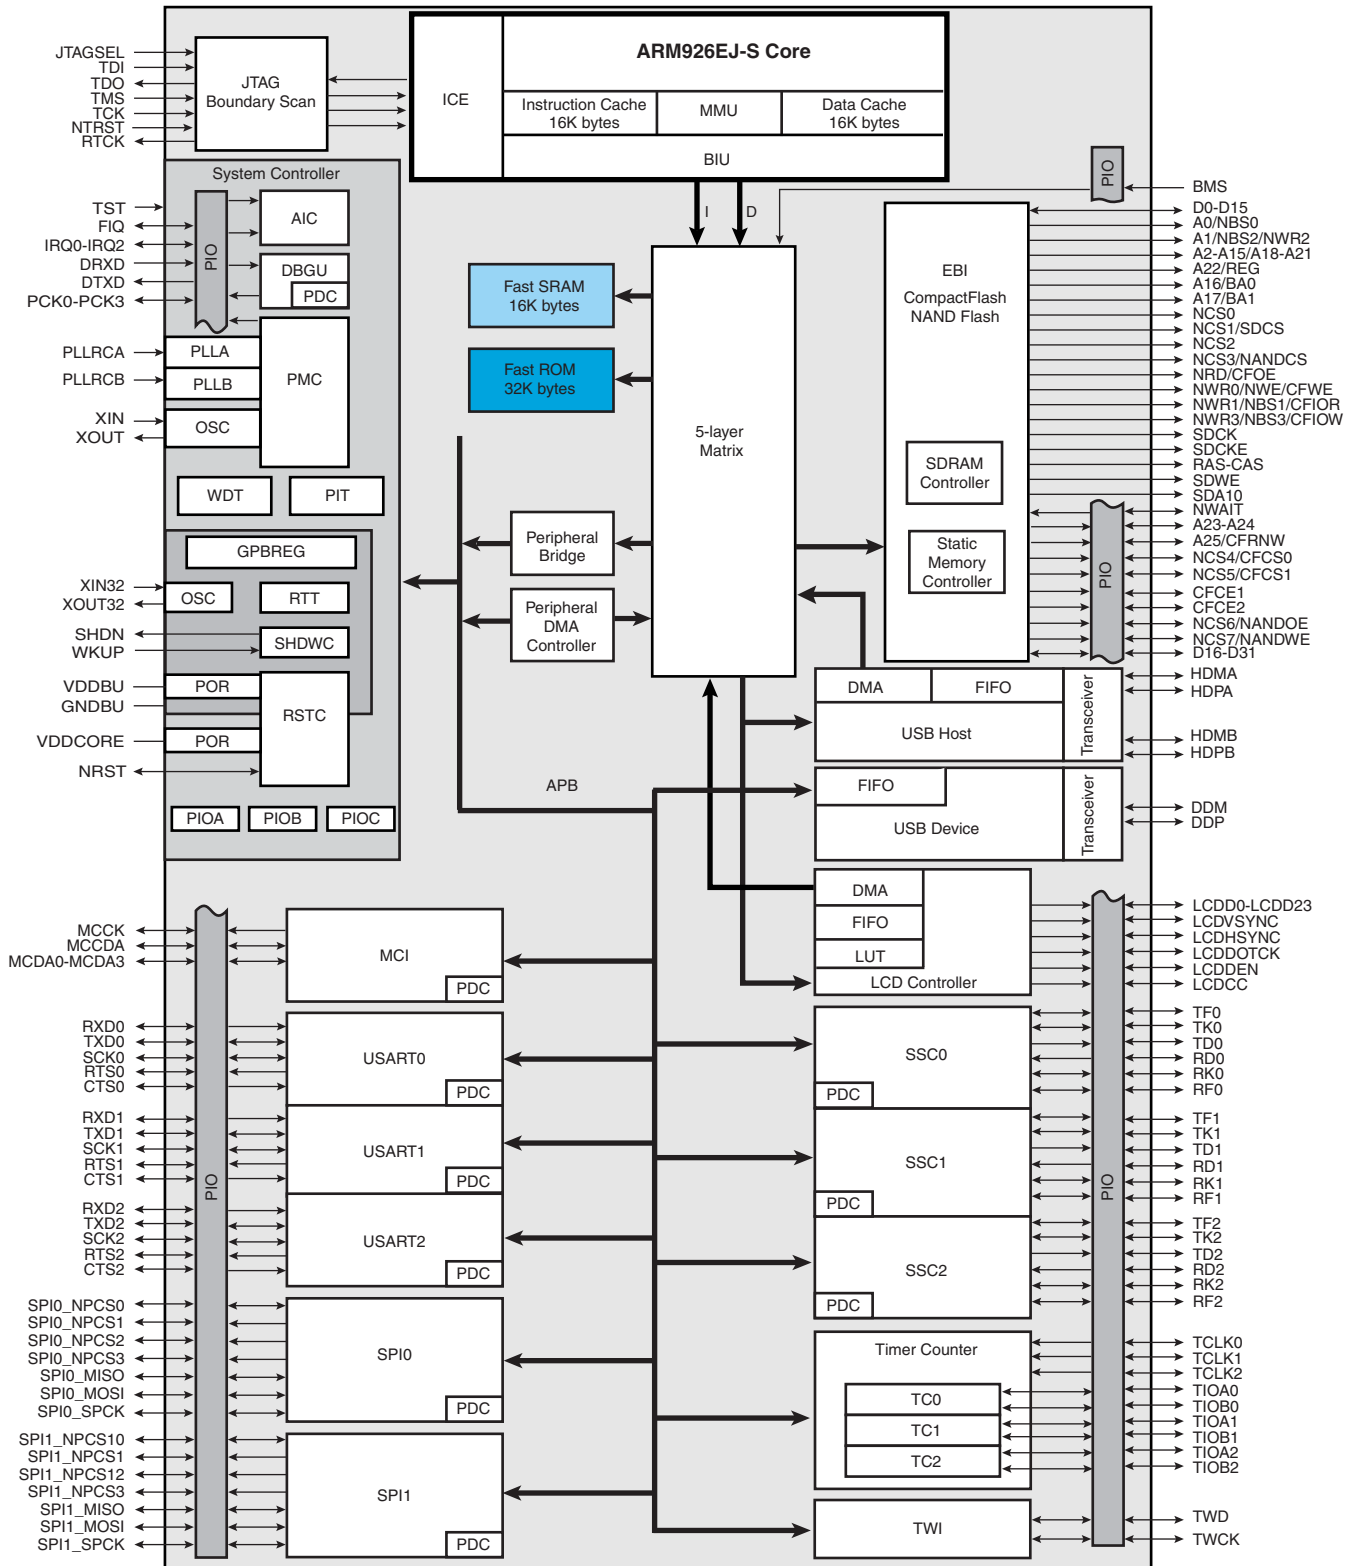 ARM926EJ-S Core
ICE
Instruction Cache
16K bytes
MMU
Data Cache
16K bytes
BIU
JTAGSEL
TDI
TDO
TMS
TCK
NTRST
RTCK
JTAG
Boundary Scan
System Controller
TST
FIQ
IRQ0-IRQ2
DRXD
DTXD
PCK0-PCK3
PIO
AIC
DBGU
PDC
PLLRCA
PLLRCB
XIN
XOUT
PLLA
PLLB
OSC
PMC
WDT
PIT
GPBREG
XIN32
XOUT32
OSC
RTT
SHDN
WKUP
SHDWC
VDDBU
GNDBU
POR
RSTC
VDDCORE
POR
NRST
PIOA
PIOB
PIOC
I
D
Fast SRAM
16K bytes
Fast ROM
32K bytes
5-layer
Matrix
Peripheral
Bridge
Peripheral
DMA
Controller
APB
PIO
BMS
EBI
CompactFlash
NAND Flash
SDRAM
Controller
Static
Memory
Controller
D0-D15
A0/NBS0
A1/NBS2/NWR2
A2-A15/A18-A21
A22/REG
A16/BA0
A17/BA1
NCS0
NCS1/SDCS
NCS2
NCS3/NANDCS
NRD/CFOE
NWR0/NWE/CFWE
NWR1/NBS1/CFIOR
NWR3/NBS3/CFIOW
SDCK
SDCKE
RAS-CAS
SDWE
SDA10
PIO
NWAIT
A23-A24
A25/CFRNW
NCS4/CFCS0
NCS5/CFCS1
CFCE1
CFCE2
NCS6/NANDOE
NCS7/NANDWE
D16-D31
DMA
FIFO
USB Host
Transceiver
HDMA
HDPA
HDMB
HDPB
FIFO
USB Device
Transceiver
DDM
DDP
DMA
FIFO
LUT
LCD Controller
LCDD0-LCDD23
LCDVSYNC
LCDHSYNC
LCDDOTCK
LCDDEN
LCDCC
MCCK
MCCDA
MCDA0-MCDA3
MCI
PDC
RXD0
TXD0
SCK0
RTS0
CTS0
USART0
PDC
RXD1
TXD1
SCK1
RTS1
CTS1
PIO
USART1
PDC
RXD2
TXD2
SCK2
RTS2
CTS2
USART2
PDC
SPI0_NPCS0
SPI0_NPCS1
SPI0_NPCS2
SPI0_NPCS3
SPI0_MISO
SPI0_MOSI
SPI0_SPCK
SPI0
PDC
SPI1_NPCS10
SPI1_NPCS1
SPI1_NPCS12
SPI1_NPCS3
SPI1_MISO
SPI1_MOSI
SPI1_SPCK
SPI1
PDC
SSC0
PDC
TF0
TK0
TD0
RD0
RK0
RF0
SSC1
PDC
PIO
TF1
TK1
TD1
RD1
RK1
RF1
SSC2
PDC
TF2
TK2
TD2
RD2
RK2
RF2
Timer Counter
TC0
TC1
TC2
TCLK0
TCLK1
TCLK2
TIOA0
TIOB0
TIOA1
TIOB1
TIOA2
TIOB2
TWI
TWD
TWCK